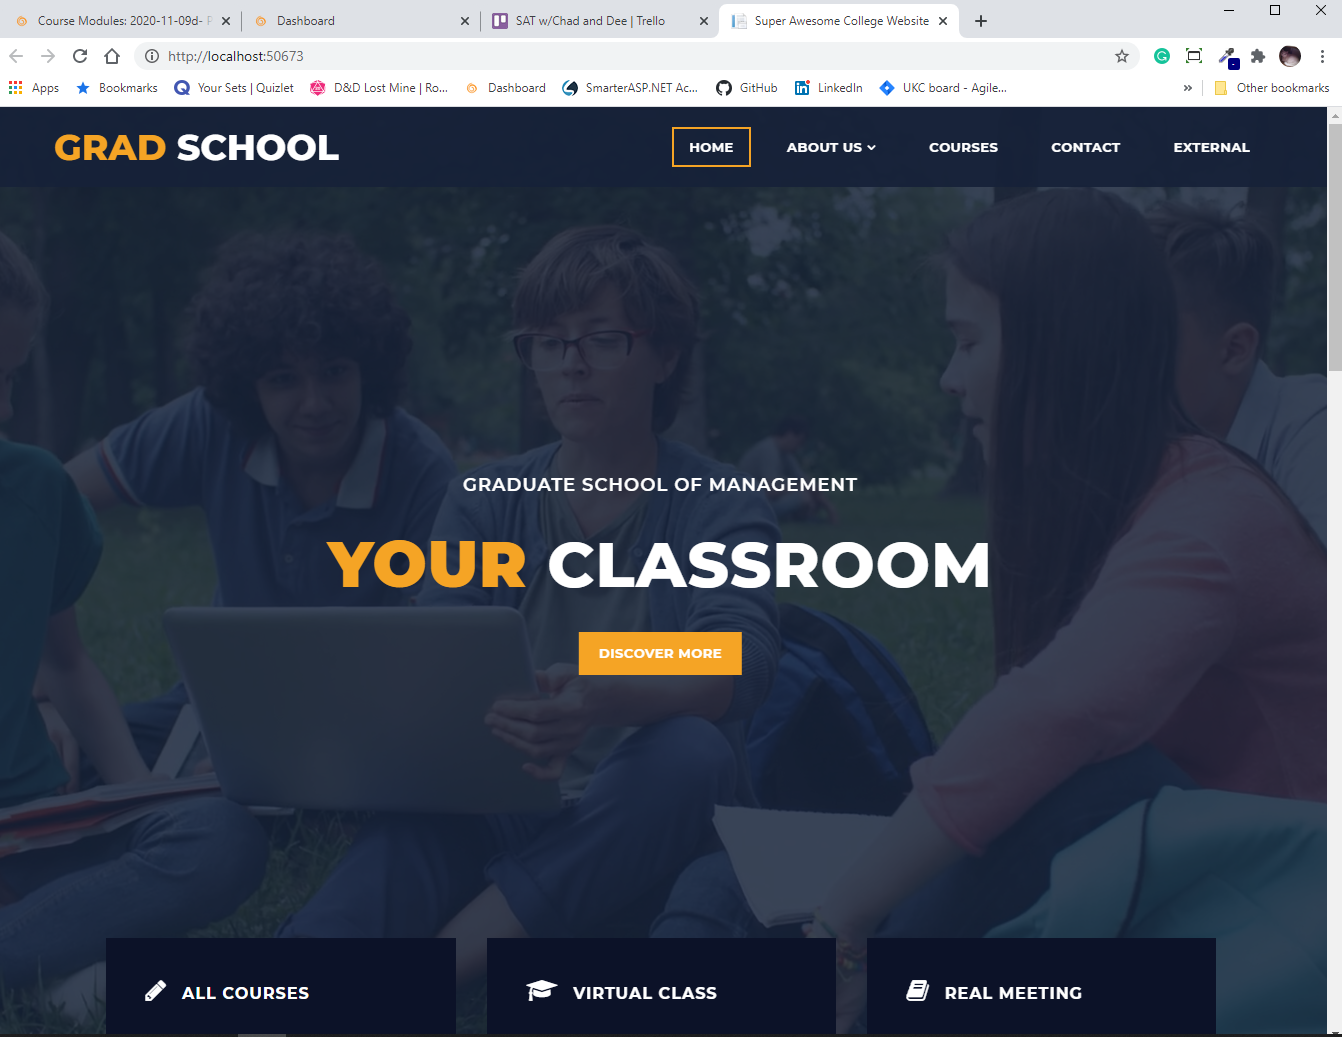 Course Modules: 2020-11-09d- P
Dashboard
SAT w/Chad and Dee | Trello
Super Awesome College Website
http://localhost:50673
Apps
Bookmarks
Your Sets | Quizlet
D&D Lost Mine | Ro...
Dashboard
SmarterASP.NET Ac...
GitHub
LinkedIn
UKC board - Agile...
»
Other bookmarks
GRAD SCHOOL
HOME
ABOUT US
COURSES
CONTACT
EXTERNAL
GRADUATE SCHOOL OF MANAGEMENT
YOUR CLASSROOM
DISCOVER MORE
ALL COURSES
VIRTUAL CLASS
REAL MEETING